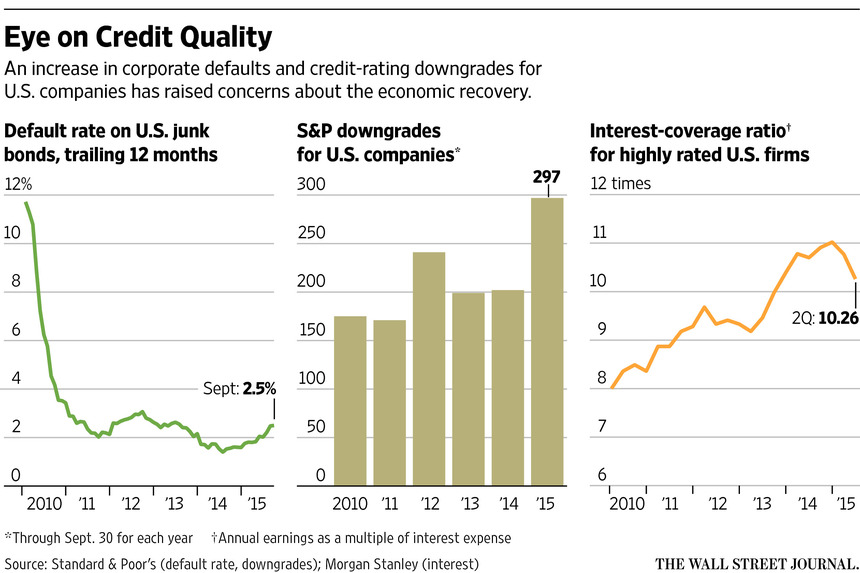 Eye on Credit Quality
An increase in corporate defaults and credit-rating downgrades for
U.S. companies has raised concerns about the economic recovery.
Default rate on U.S. junk
bonds, trailing 12 months
12%
10
8
6
4
2
0
Sept: 2.5%
2010 ’11 ’12 ’13 ’14 ’15
S&P downgrades
for U.S. companies*
300
250
200
150
100
50
0
297
2010 ’11 ’12 ’13 ’14 ’15
Interest-coverage ratio†
for highly rated U.S. firms
12 times
11
10
9
8
7
6
2Q: 10.26
2010 ’11 ’12 ’13 ’14 ’15
*Through Sept. 30 for each year †Annual earnings as a multiple of interest expense
Source: Standard & Poor’s (default rate, downgrades); Morgan Stanley (interest)
THE WALL STREET JOURNAL.